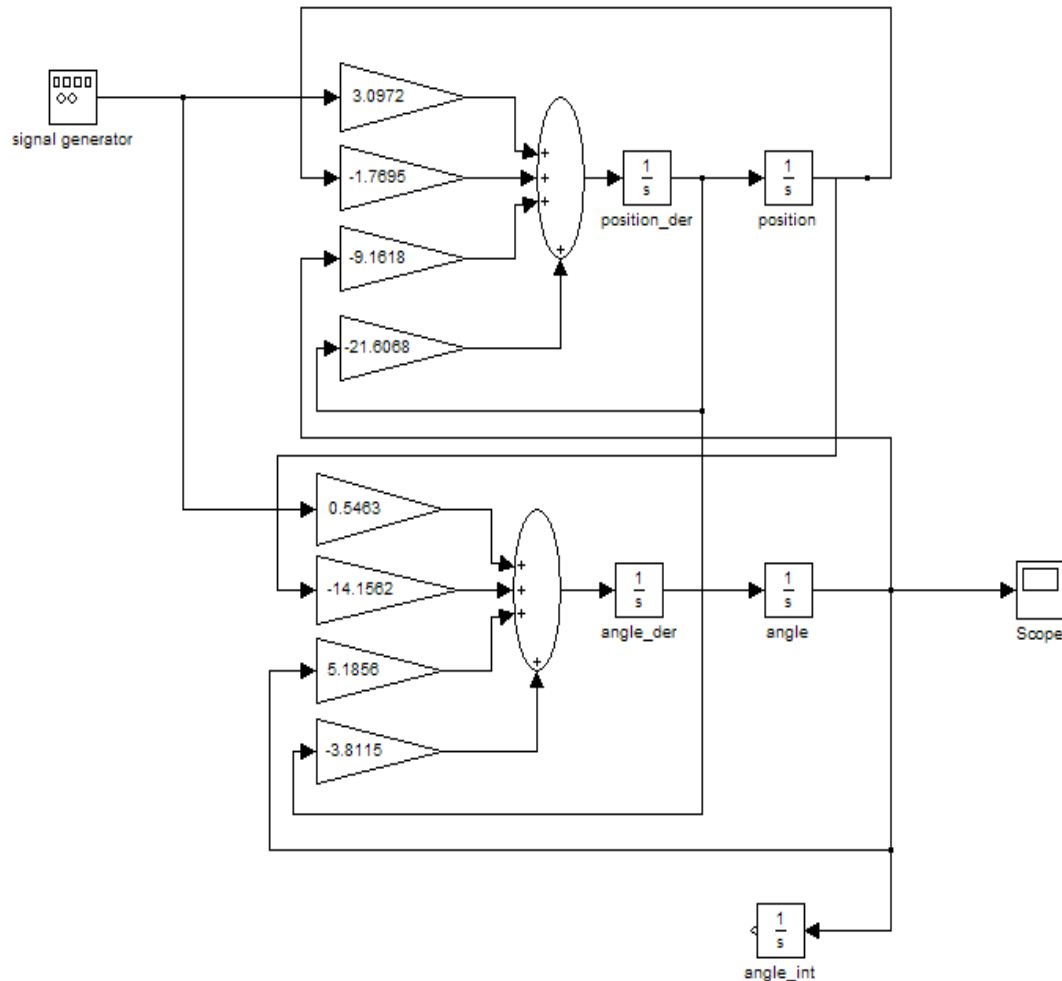 signal generator
3.0972
-1.7695
-9.1618
-21.6068
+
+
+
+
1
s
position_der
1
s
position
0.5463
-14.1562
5.1856
-3.8115
+
+
+
+
1
s
angle_der
1
s
angle
Scope
1
s
angle_int